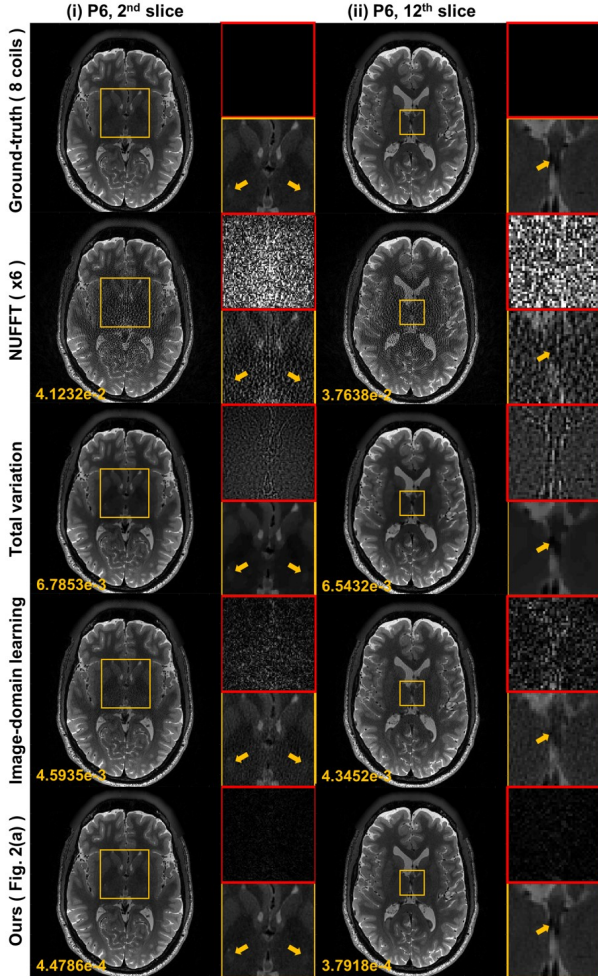 (i) P6, 2nd slice
(ii) P6, 12th slice
Ground-truth ( 8 coils )
NUFFT ( x6 )
4.1232e-2
3.7638e-2
Total variation
6.7853e-3
6.5432e-3
Image-domain learning
4.5935e-3
4.3452e-3
Ours ( Fig. 2(a) )
4.4786e-4
3.7918e-4